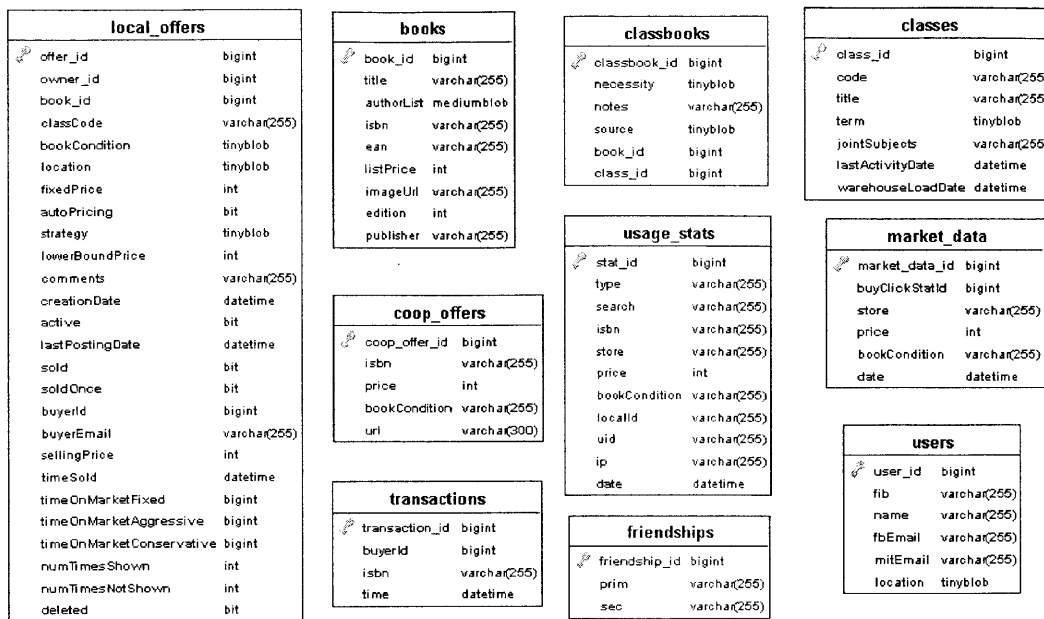 local_offers
offer_id bigint
owner_id bigint
book_id bigint
classCode varchar(255)
bookCondition tinyblob
location tinyblob
fixedPrice int
autoPricing bit
strategy tinyblob
lowerBoundPrice int
comments varchar(255)
creationDate datetime
active bit
lastPostingDate datetime
sold bit
soldOnce bit
buyerId bigint
buyerEmail varchar(255)
sellingPrice int
timeSold datetime
timeOnMarketFixed bigint
timeOnMarketAggressive bigint
timeOnMarketConservative bigint
numTimesShown int
numTimesNotShown int
deleted bit
books
book_id bigint
title varchar(255)
authorList mediumblob
isbn varchar(255)
ean varchar(255)
listPrice int
imageUrl varchar(255)
edition int
publisher varchar(255)
coop_offers
coop_offer_id bigint
isbn varchar(255)
price int
bookCondition varchar(255)
url varchar(300)
transactions
transaction_id bigint
buyerId bigint
isbn varchar(255)
time datetime
classbooks
classbook_id bigint
necessity tinyblob
notes varchar(255)
source tinyblob
book_id bigint
class_id bigint
usage_stats
stat_id bigint
type varchar(255)
search varchar(255)
isbn varchar(255)
store varchar(255)
price int
bookCondition varchar(255)
localId varchar(255)
uid varchar(255)
ip varchar(255)
date datetime
friendships
friendship_id bigint
prim varchar(255)
sec varchar(255)
classes
class_id bigint
code varchar(255)
title varchar(255)
term tinyblob
jointSubjects varchar(255)
lastActivityDate datetime
warehouseLoadDate datetime
market_data
market_data_id bigint
buyClickStatId bigint
store varchar(255)
price int
bookCondition varchar(255)
date datetime
users
user_id bigint
fib varchar(255)
name varchar(255)
fbEmail varchar(255)
mitEmail varchar(255)
location tinyblob